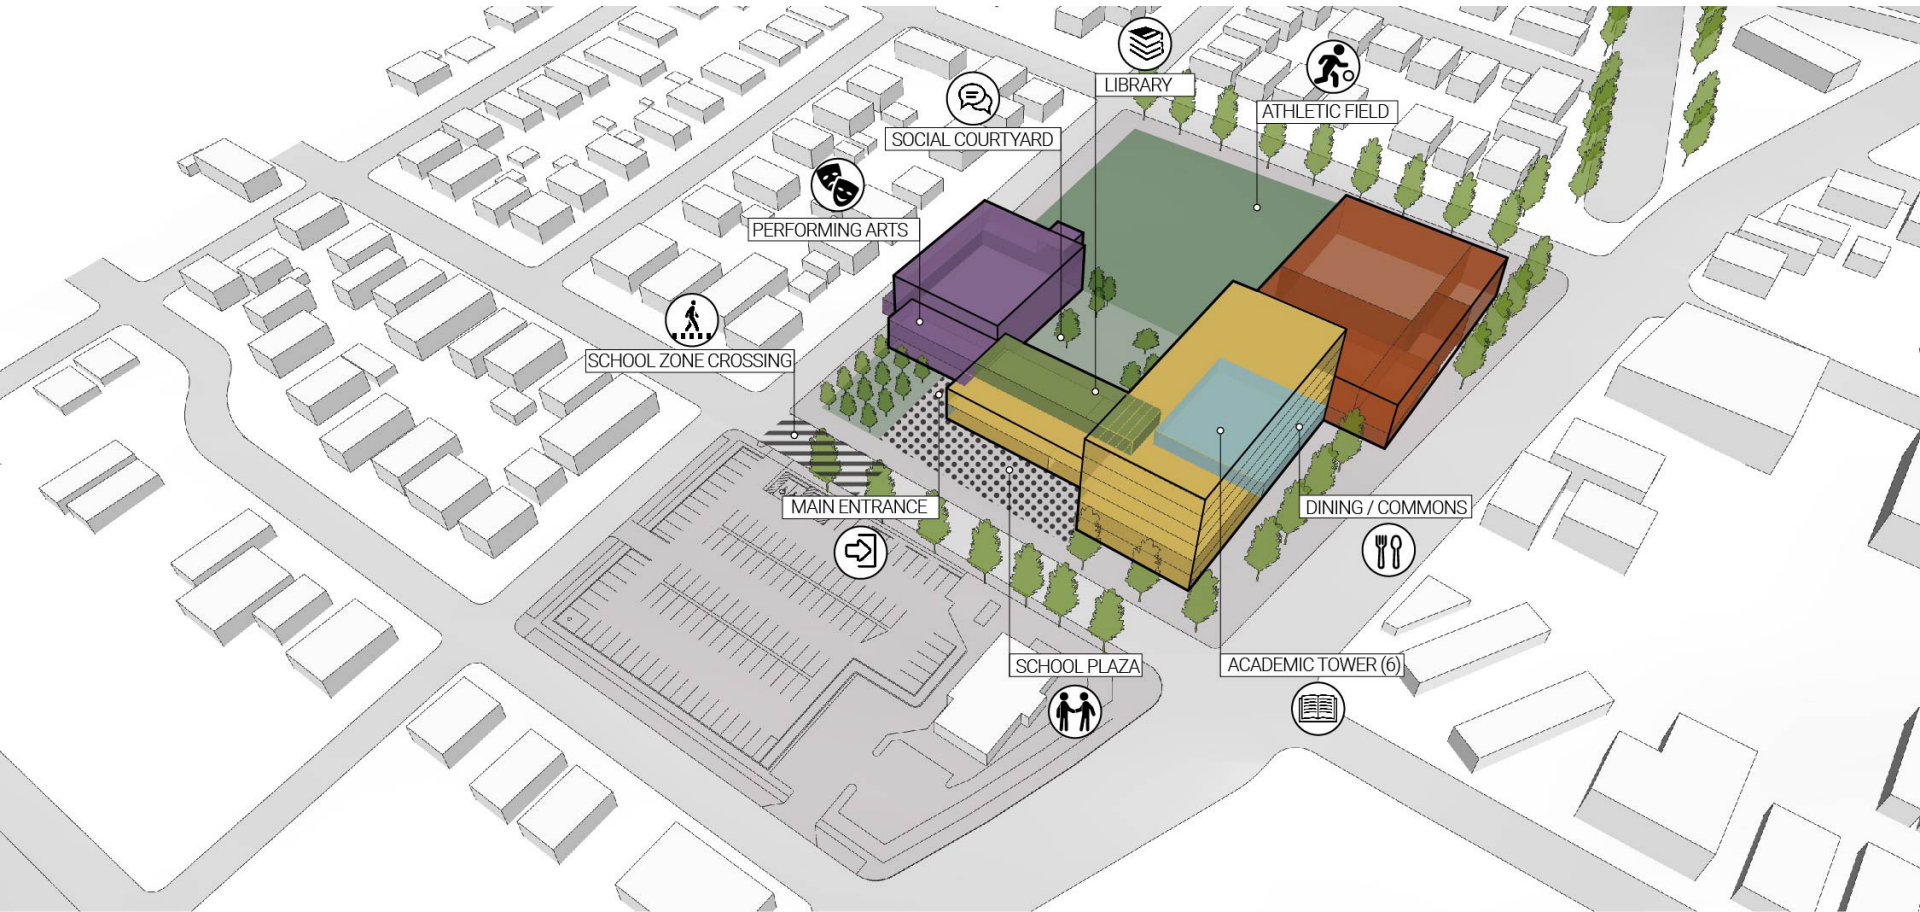 LIBRARY
ATHLETIC FIELD
SOCIAL COURTYARD
PERFORMING ARTS
SCHOOL ZONE CROSSING
MAIN ENTRANCE
DINING / COMMONS
SCHOOL PLAZA
ACADEMIC TOWER (6)